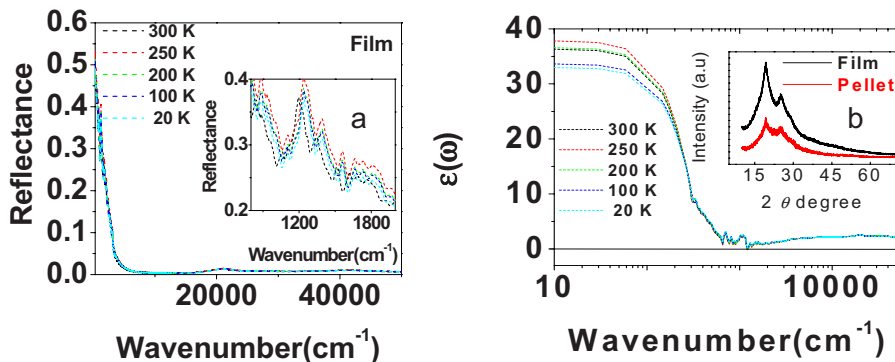 0.6
0.5
0.4
0.3
0.2
0.1
0.0
Reflectance
300 K
250 K
200 K
100 K
20 K
Film
0.4
0.3
0.2
Reflectance
a
1200 1800
Wavenumber(cm⁻¹)
20000 40000
Wavenumber(cm⁻¹)
40
30
20
10
0
ε(ω)
300 K
250 K
200 K
100 K
20 K
Film
Pellet
b
Intensity (a.u)
15 30 45 60
2 θ degree
10 1000 10000
Wavenumber(cm⁻¹)